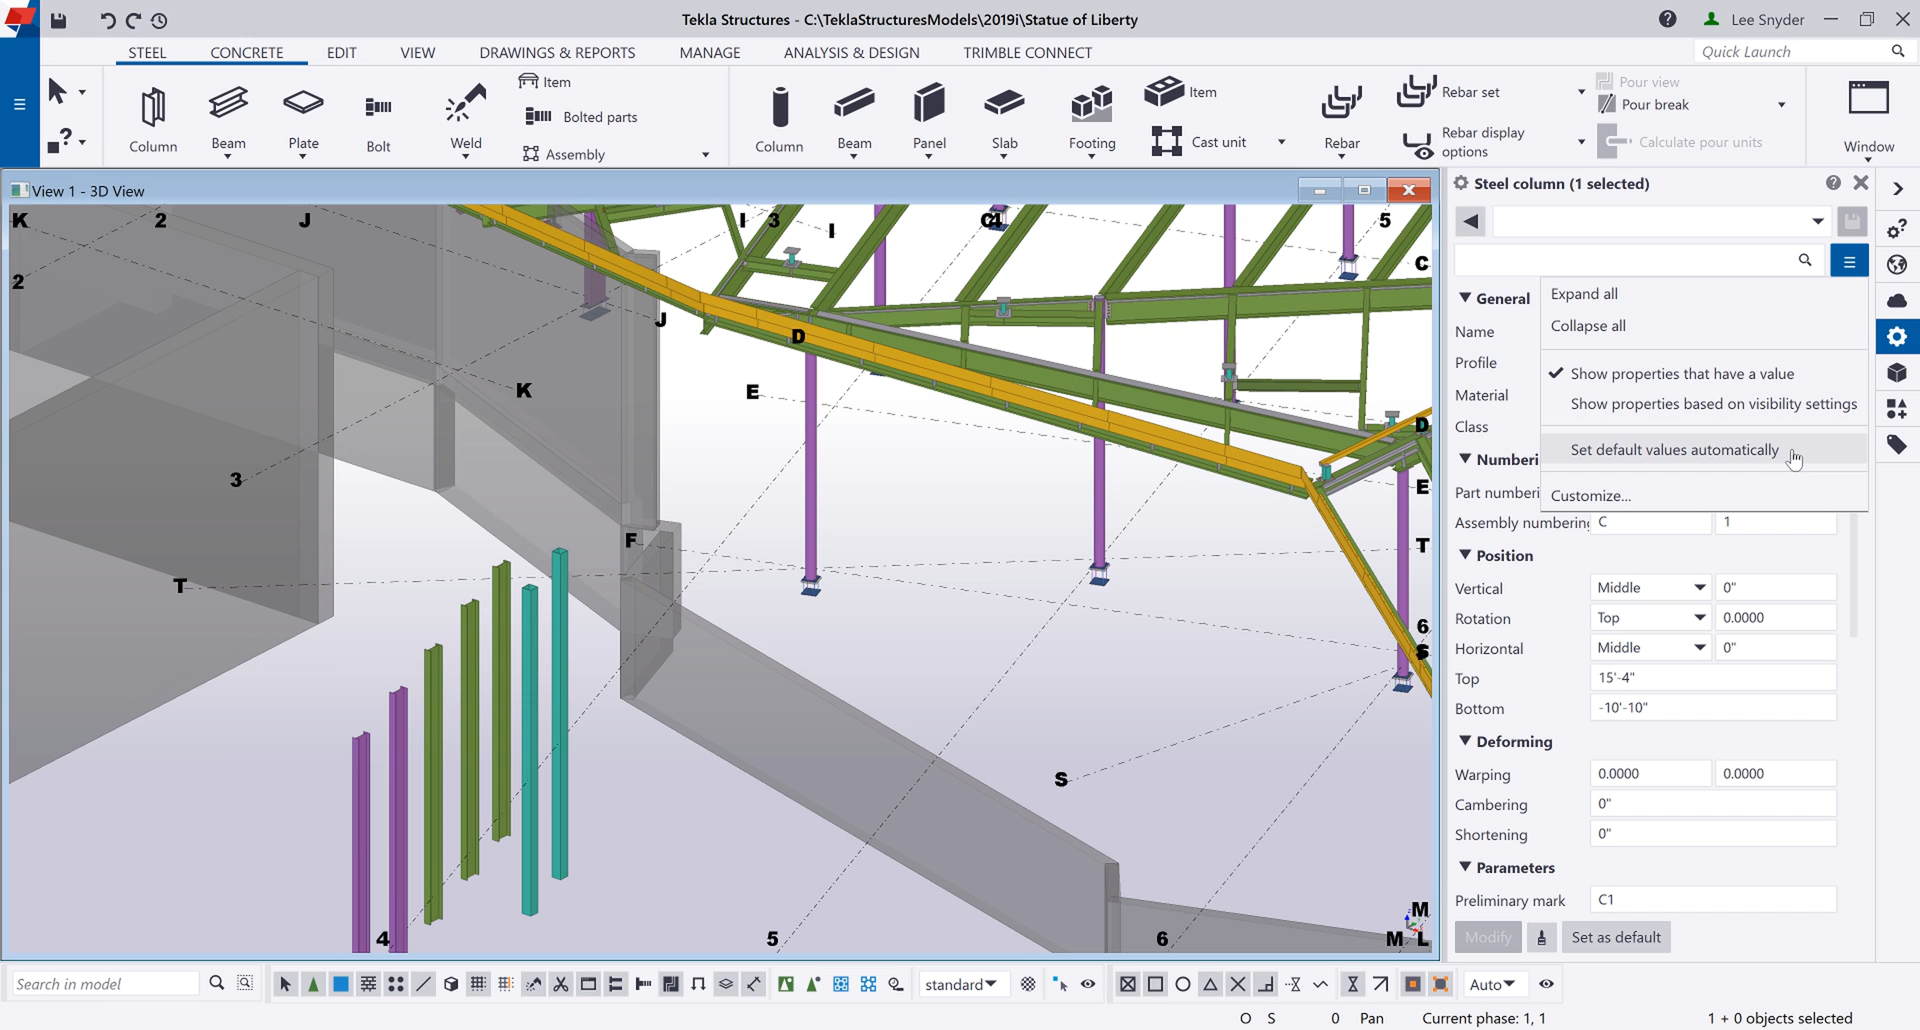 Tekla Structures - C:\TeklaStructuresModels\2019i\Statue of Liberty
Lee Snyder
STEEL CONCRETE EDIT VIEW DRAWINGS & REPORTS MANAGE ANALYSIS & DESIGN TRIMBLE CONNECT
Quick Launch
Column
Beam
Plate
Bolt
Weld
Item
Bolted parts
Assembly
Column
Beam
Panel
Slab
Footing
Item
Cast unit
Rebar
Rebar set
Rebar display
options
Pour view
Pour break
Calculate pour units
Window
View 1 - 3D View
K 2 J I 3 I 5
2 C
J
D
K E D
3 E
F T
T
6
S
S
4 5 6 M
M L
Steel column (1 selected)
General
Name
Profile
Material
Class
Expand all
Collapse all
Show properties that have a value
Show properties based on visibility settings
Set default values automatically
Customize...
Numberi
Part numberi
Assembly numbering C 1
Position
Vertical Middle 0"
Rotation Top 0.0000
Horizontal Middle 0"
Top 15'-4"
Bottom -10'-10"
Deforming
Warping 0.0000 0.0000
Cambering 0"
Shortening 0"
Parameters
Preliminary mark C1
Modify Set as default
Search in model
standard
Auto
O S 0 Pan Current phase: 1, 1 1 + 0 objects selected